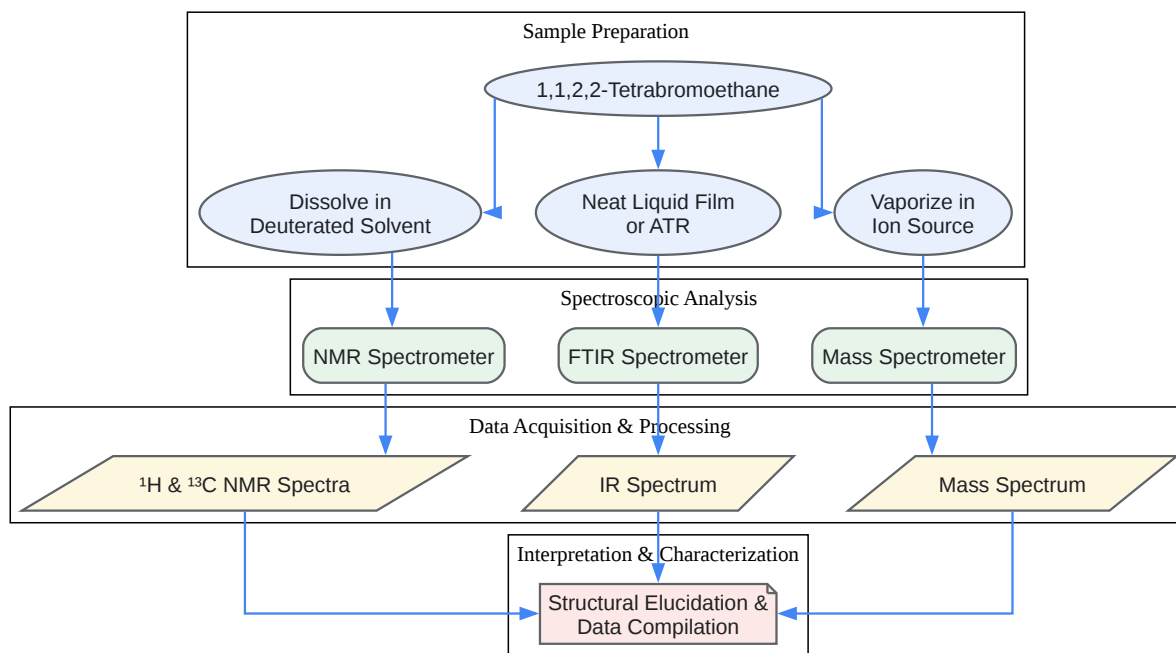 Sample Preparation
1,1,2,2-Tetrabromoethane
Dissolve in
Deuterated Solvent
Neat Liquid Film
or ATR
Vaporize in
Ion Source
Spectroscopic Analysis
NMR Spectrometer
FTIR Spectrometer
Mass Spectrometer
Data Acquisition & Processing
¹H & ¹³C NMR Spectra
IR Spectrum
Mass Spectrum
Interpretation & Characterization
Structural Elucidation &
Data Compilation